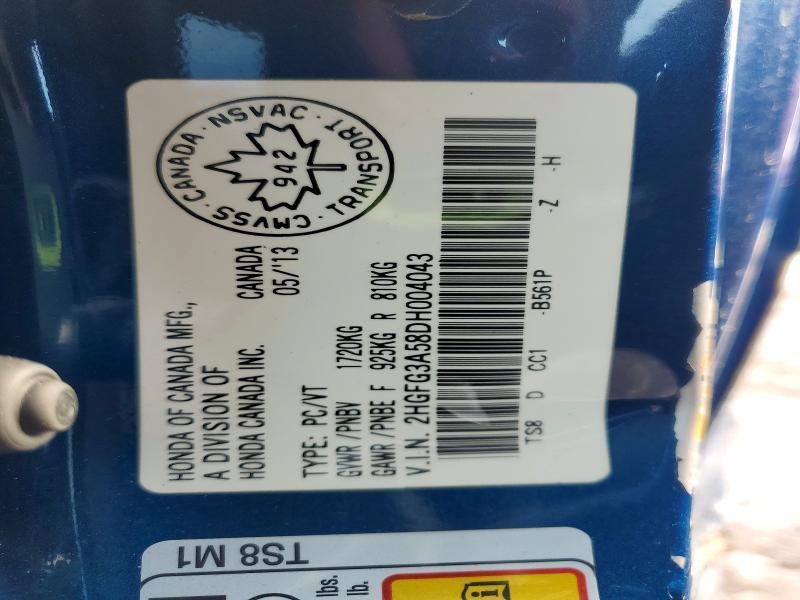 HONDA OF CANADA MFG.,
A DIVISION OF
HONDA CANADA INC.
CANADA
05/'13
CMVSS · CANADA · NSVAC · TRANSPORT ·
942
TYPE: PC/VT
GVWR /PNBV 1720KG
GAWR /PNBE F 925KG R 810KG
V.I.N. 2HGFG3A58DH004043
TS8 D CC1 -B561P -Z -H
TS8 M1
lbs.
lb.